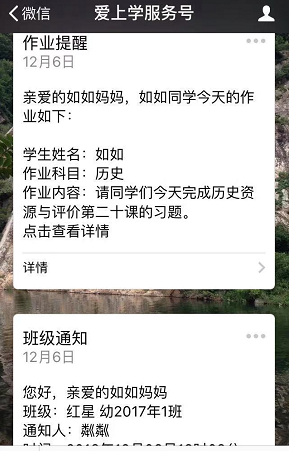 微信
爱上学服务号
作业提醒
12月6日
亲爱的如如妈妈，如如同学今天的作
业如下：
学生姓名：如如
作业科目：历史
作业内容：请同学们今天完成历史资
源与评价第二十课的习题。
点击查看详情
详情
班级通知
12月6日
您好，亲爱的如如妈妈
班级：红星 幼2017年1班
通知人：粼粼